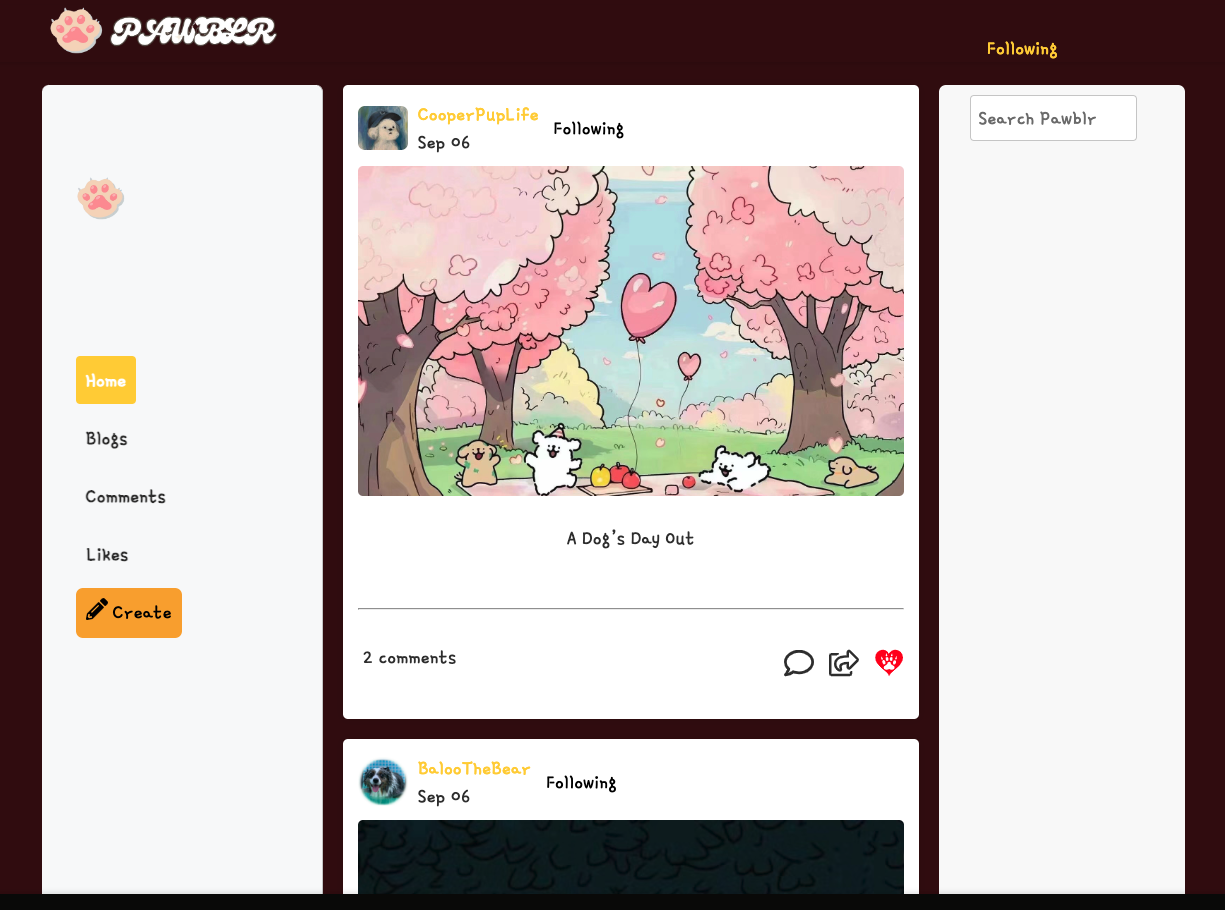 PAWBLR
Following
Home
Blogs
Comments
Likes
Create
CooperPupLife
Following
Sep 06
A Dog's Day Out
2 comments
BalooTheBear
Following
Sep 06
Search Pawblr